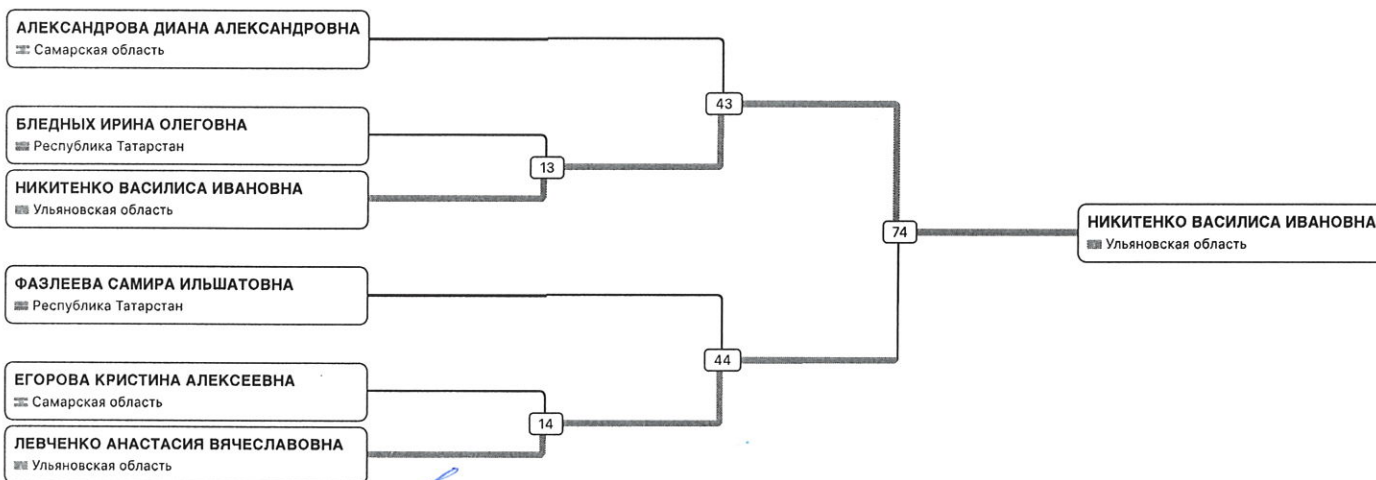 АЛЕКСАНДРОВА ДИАНА АЛЕКСАНДРОВНА
Самарская область
43
БЛЕДНЫХ ИРИНА ОЛЕГОВНА
Республика Татарстан
13
НИКИТЕНКО ВАСИЛИСА ИВАНОВНА
Ульяновская область
74
НИКИТЕНКО ВАСИЛИСА ИВАНОВНА
Ульяновская область
ФАЗЛЕЕВА САМИРА ИЛЬШАТОВНА
Республика Татарстан
44
ЕГОРОВА КРИСТИНА АЛЕКСЕЕВНА
Самарская область
14
ЛЕВЧЕНКО АНАСТАСИЯ ВЯЧЕСЛАВОВНА
Ульяновская область